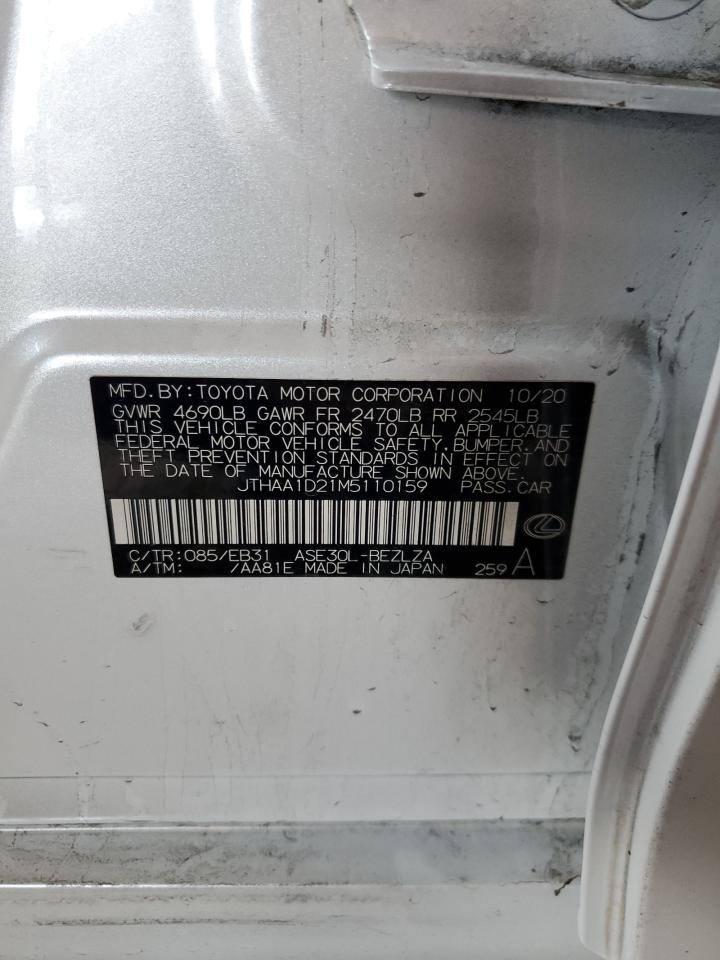 MFD. BY: TOYOTA MOTOR CORPORATION 10/20
GVWR 4690LB GAWR FR 2470LB RR 2545LB
THIS VEHICLE CONFORMS TO ALL APPLICABLE
FEDERAL MOTOR VEHICLE SAFETY, BUMPER, AND
THEFT PREVENTION STANDARDS IN EFFECT ON
THE DATE OF MANUFACTURE SHOWN ABOVE.
JTHAA1D21M5110159 PASS. CAR
C/TR: 085/EB31 ASE30L-BEZLZA
A/TM: /AA81E MADE IN JAPAN 259 A